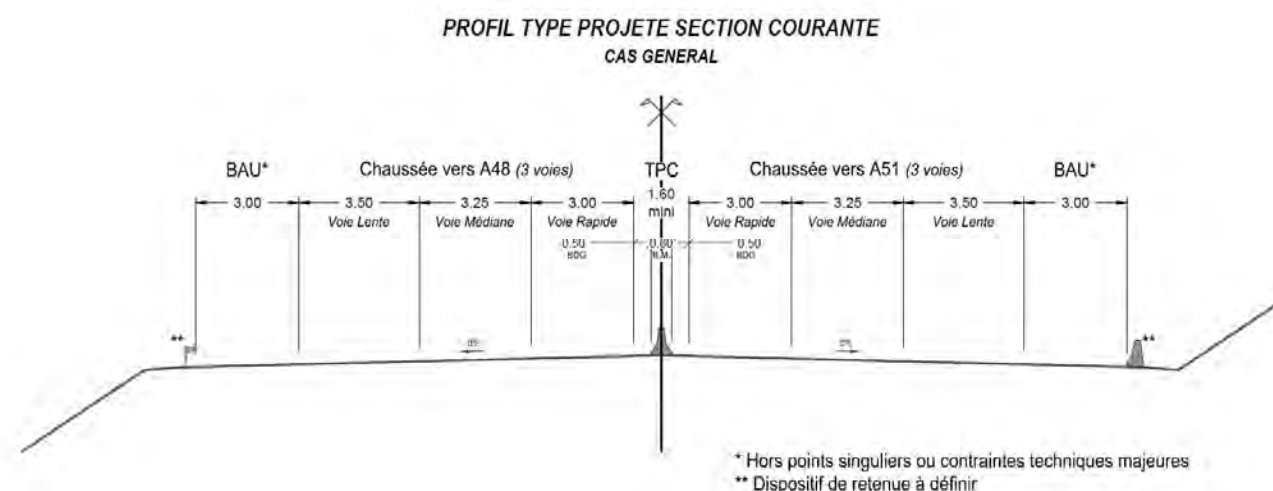 PROFIL TYPE PROJETE SECTION COURANTE
CAS GENERAL
BAU* Chaussée vers A48 (3 voies) TPC Chaussée vers A51 (3 voies) BAU*
3.00 3.50 3.25 3.00 1.60 mini 3.00 3.25 3.50 3.00
Voie Lente Voie Médiane Voie Rapide Voie Rapide Voie Médiane Voie Lente
0.50 0.60 0.50
BDG BDG
** **
* Hors points singuliers ou contraintes techniques majeures
** Dispositif de retenue à définir